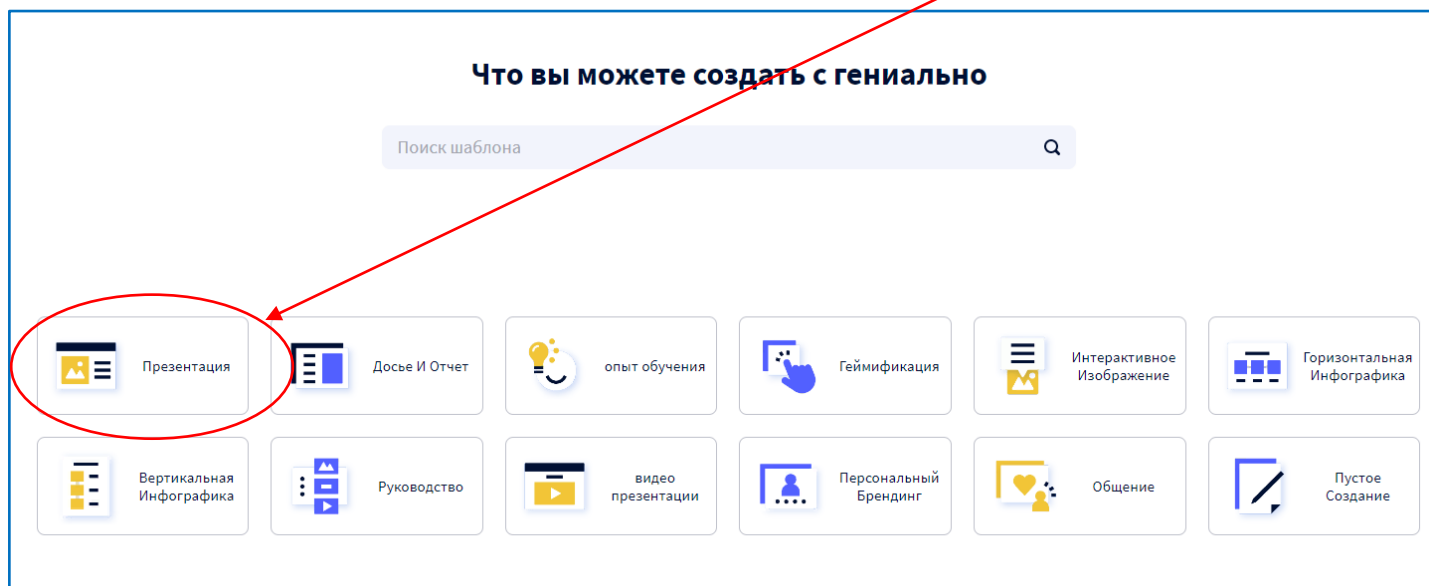 Что вы можете создать с гениально
Поиск шаблона
Презентация
Досье И Отчет
опыт обучения
Геймификация
Интерактивное
Изображение
Горизонтальная
Инфографика
Вертикальная
Инфографика
Руководство
видео
презентации
Персональный
Брендинг
Общение
Пустое
Создание